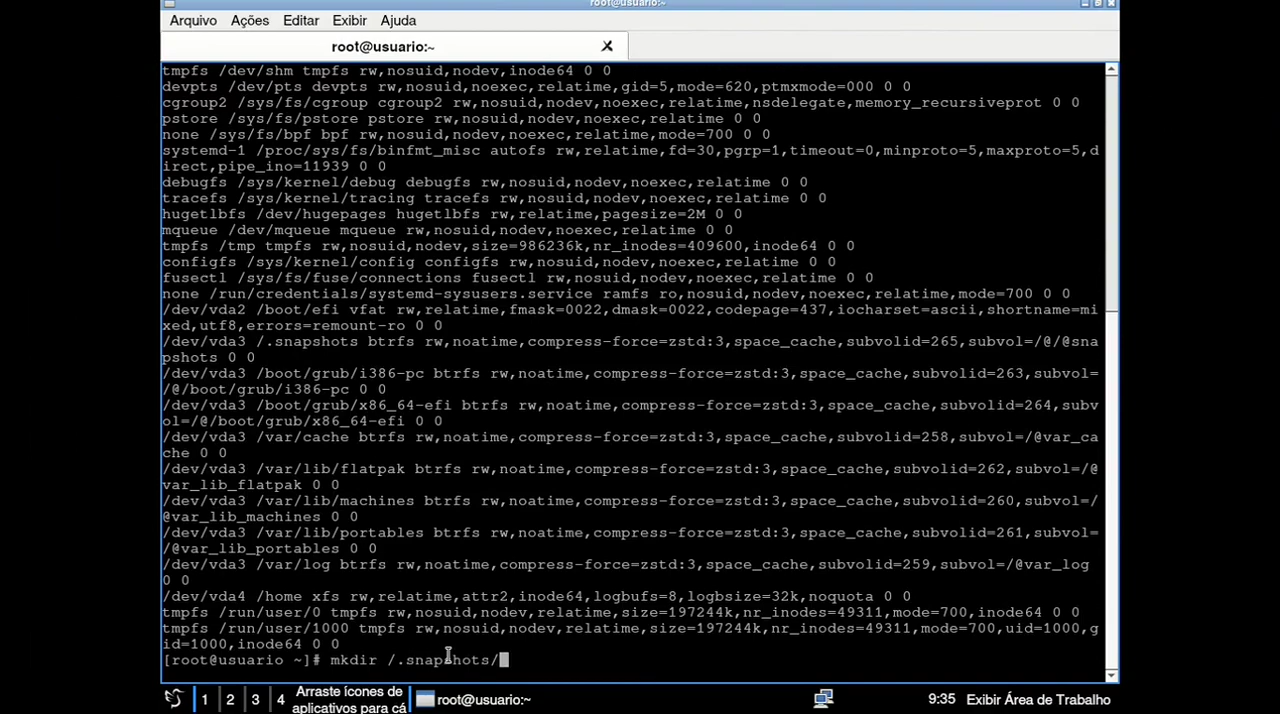 root@usuario:~
Arquivo Ações Editar Exibir Ajuda
root@usuario:~
tmpfs /dev/shm tmpfs rw,nosuid,nodev,inode64 0 0
devpts /dev/pts devpts rw,nosuid,noexec,relatime,gid=5,mode=620,ptmxmode=000 0 0
cgroup2 /sys/fs/cgroup cgroup2 rw,nosuid,nodev,noexec,relatime,nsdelegate,memory_recursiveprot 0 0
pstore /sys/fs/pstore pstore rw,nosuid,nodev,noexec,relatime 0 0
none /sys/fs/bpf bpf rw,nosuid,nodev,noexec,relatime,mode=700 0 0
systemd-1 /proc/sys/fs/binfmt_misc autofs rw,relatime,fd=30,pgrp=1,timeout=0,minproto=5,maxproto=5,d
irect,pipe_ino=11939 0 0
debugfs /sys/kernel/debug debugfs rw,nosuid,nodev,noexec,relatime 0 0
tracefs /sys/kernel/tracing tracefs rw,nosuid,nodev,noexec,relatime 0 0
hugetlbfs /dev/hugepages hugetlbfs rw,relatime,pagesize=2M 0 0
mqueue /dev/mqueue mqueue rw,nosuid,nodev,noexec,relatime 0 0
tmpfs /tmp tmpfs rw,nosuid,nodev,size=986236k,nr_inodes=409600,inode64 0 0
configfs /sys/kernel/config configfs rw,nosuid,nodev,noexec,relatime 0 0
fusectl /sys/fs/fuse/connections fusectl rw,nosuid,nodev,noexec,relatime 0 0
none /run/credentials/systemd-sysusers.service ramfs ro,nosuid,nodev,noexec,relatime,mode=700 0 0
/dev/vda2 /boot/efi vfat rw,relatime,fmask=0022,dmask=0022,codepage=437,iocharset=ascii,shortname=mi
xed,utf8,errors=remount-ro 0 0
/dev/vda3 /.snapshots btrfs rw,noatime,compress-force=zstd:3,space_cache,subvolid=265,subvol=/@/@sna
pshots 0 0
/dev/vda3 /boot/grub/i386-pc btrfs rw,noatime,compress-force=zstd:3,space_cache,subvolid=263,subvol=
/@/boot/grub/i386-pc 0 0
/dev/vda3 /boot/grub/x86_64-efi btrfs rw,noatime,compress-force=zstd:3,space_cache,subvolid=264,subv
ol=/@/boot/grub/x86_64-efi 0 0
/dev/vda3 /var/cache btrfs rw,noatime,compress-force=zstd:3,space_cache,subvolid=258,subvol=/@var_ca
che 0 0
/dev/vda3 /var/lib/flatpak btrfs rw,noatime,compress-force=zstd:3,space_cache,subvolid=262,subvol=/@
var_lib_flatpak 0 0
/dev/vda3 /var/lib/machines btrfs rw,noatime,compress-force=zstd:3,space_cache,subvolid=260,subvol=/
@var_lib_machines 0 0
/dev/vda3 /var/lib/portables btrfs rw,noatime,compress-force=zstd:3,space_cache,subvolid=261,subvol=
/@var_lib_portables 0 0
/dev/vda3 /var/log btrfs rw,noatime,compress-force=zstd:3,space_cache,subvolid=259,subvol=/@var_log
0 0
/dev/vda4 /home xfs rw,relatime,attr2,inode64,logbufs=8,logbsize=32k,noquota 0 0
tmpfs /run/user/0 tmpfs rw,nosuid,nodev,relatime,size=197244k,nr_inodes=49311,mode=700,inode64 0 0
tmpfs /run/user/1000 tmpfs rw,nosuid,nodev,relatime,size=197244k,nr_inodes=49311,mode=700,uid=1000,g
id=1000,inode64 0 0
[root@usuario ~]# mkdir /.snapshots/
1 2 3 4 Arraste ícones de aplicativos para cá root@usuario:~ 9:35 Exibir Área de Trabalho